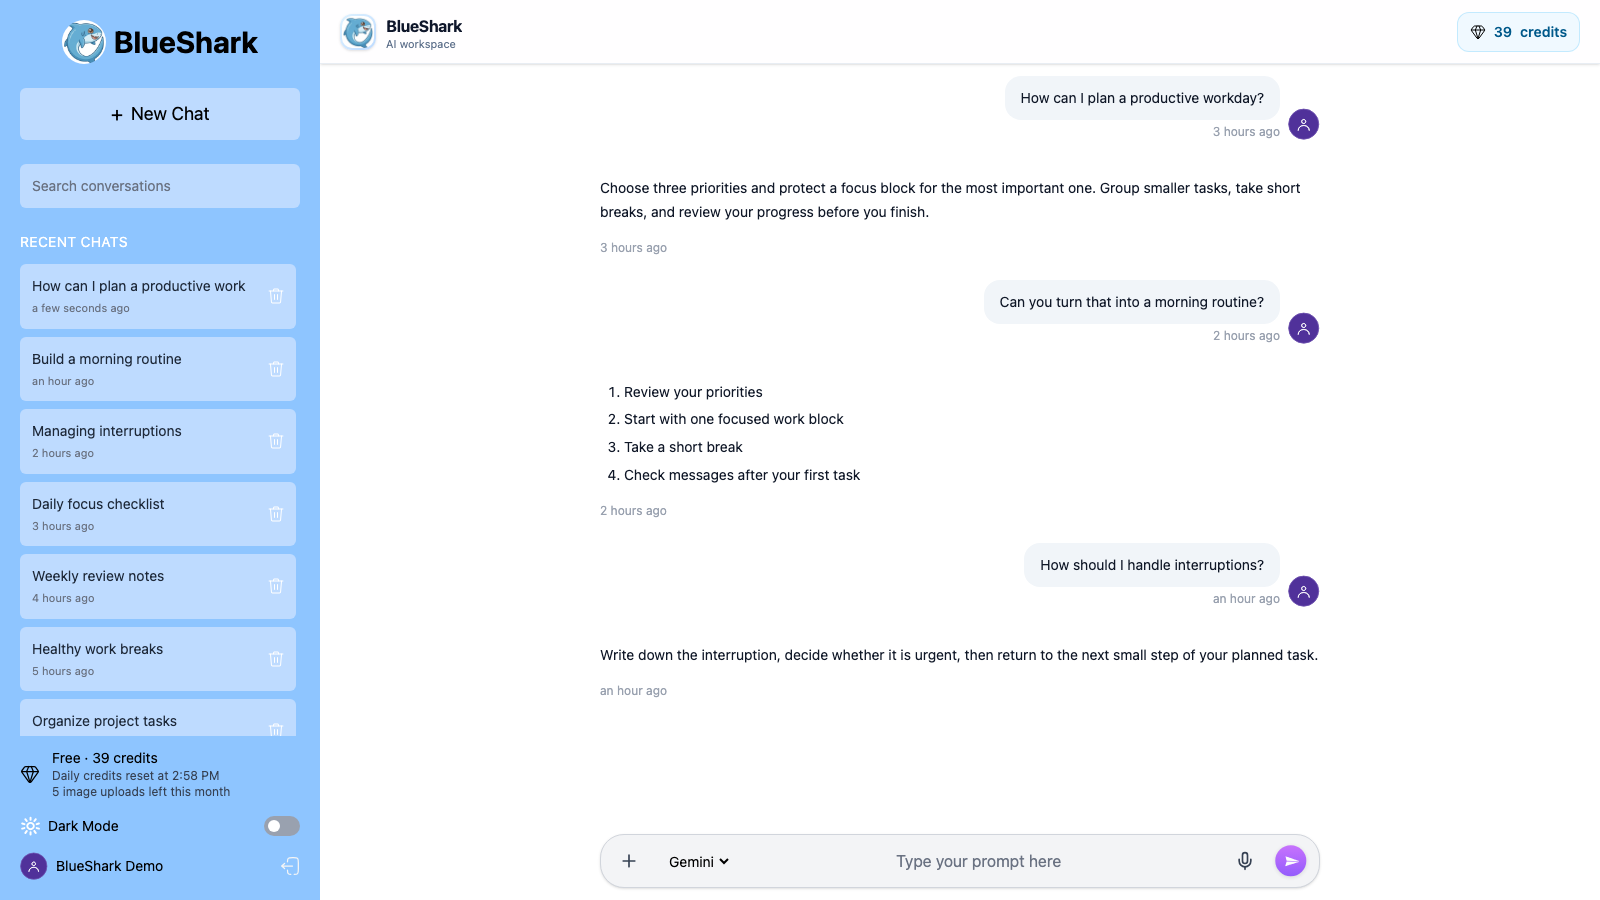 BlueShark
+ New Chat
Search conversations
RECENT CHATS
How can I plan a productive work
a few seconds ago
Build a morning routine
an hour ago
Managing interruptions
2 hours ago
Daily focus checklist
3 hours ago
Weekly review notes
4 hours ago
Healthy work breaks
5 hours ago
Organize project tasks
Free · 39 credits
Daily credits reset at 2:58 PM
5 image uploads left this month
Dark Mode
BlueShark Demo
BlueShark
AI workspace
39 credits
How can I plan a productive workday?
3 hours ago
Choose three priorities and protect a focus block for the most important one. Group smaller tasks, take short
breaks, and review your progress before you finish.
3 hours ago
Can you turn that into a morning routine?
2 hours ago
1. Review your priorities
2. Start with one focused work block
3. Take a short break
4. Check messages after your first task
2 hours ago
How should I handle interruptions?
an hour ago
Write down the interruption, decide whether it is urgent, then return to the next small step of your planned task.
an hour ago
Gemini
Type your prompt here